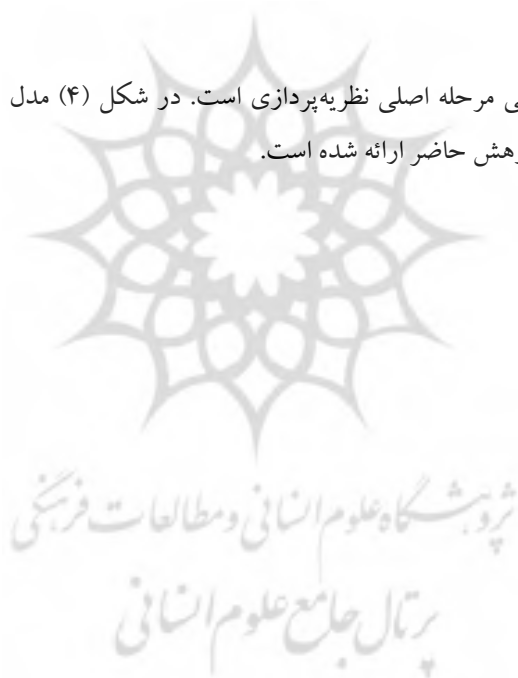 ی مرحله اصلی نظریه‌پردازی است. در شکل (۴) مدل
هش حاضر ارائه شده است.
پژوهشگاه علوم انسانی و مطالعات فرهنگی
پرتال جامع علوم انسانی